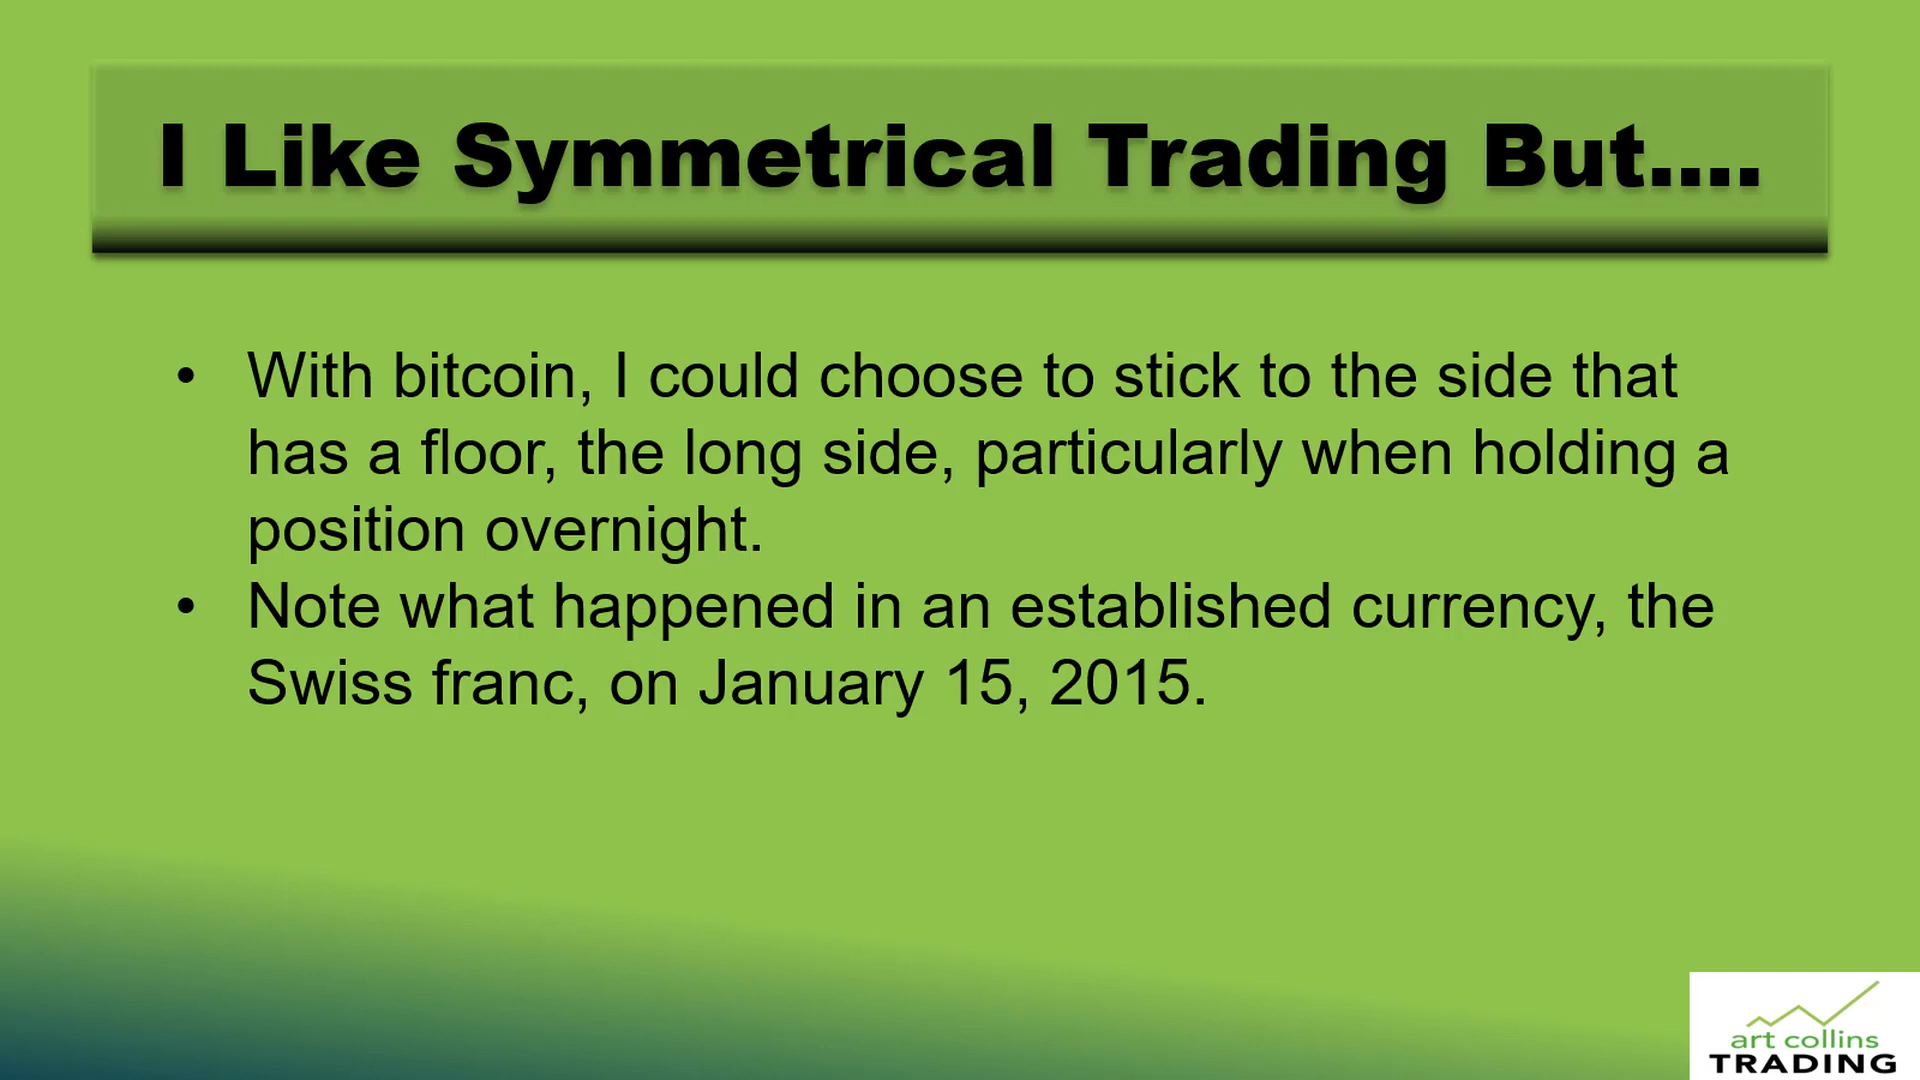 I Like Symmetrical Trading But....
• With bitcoin, I could choose to stick to the side that
has a floor, the long side, particularly when holding a
position overnight.
• Note what happened in an established currency, the
Swiss franc, on January 15, 2015.
art collins
TRADING